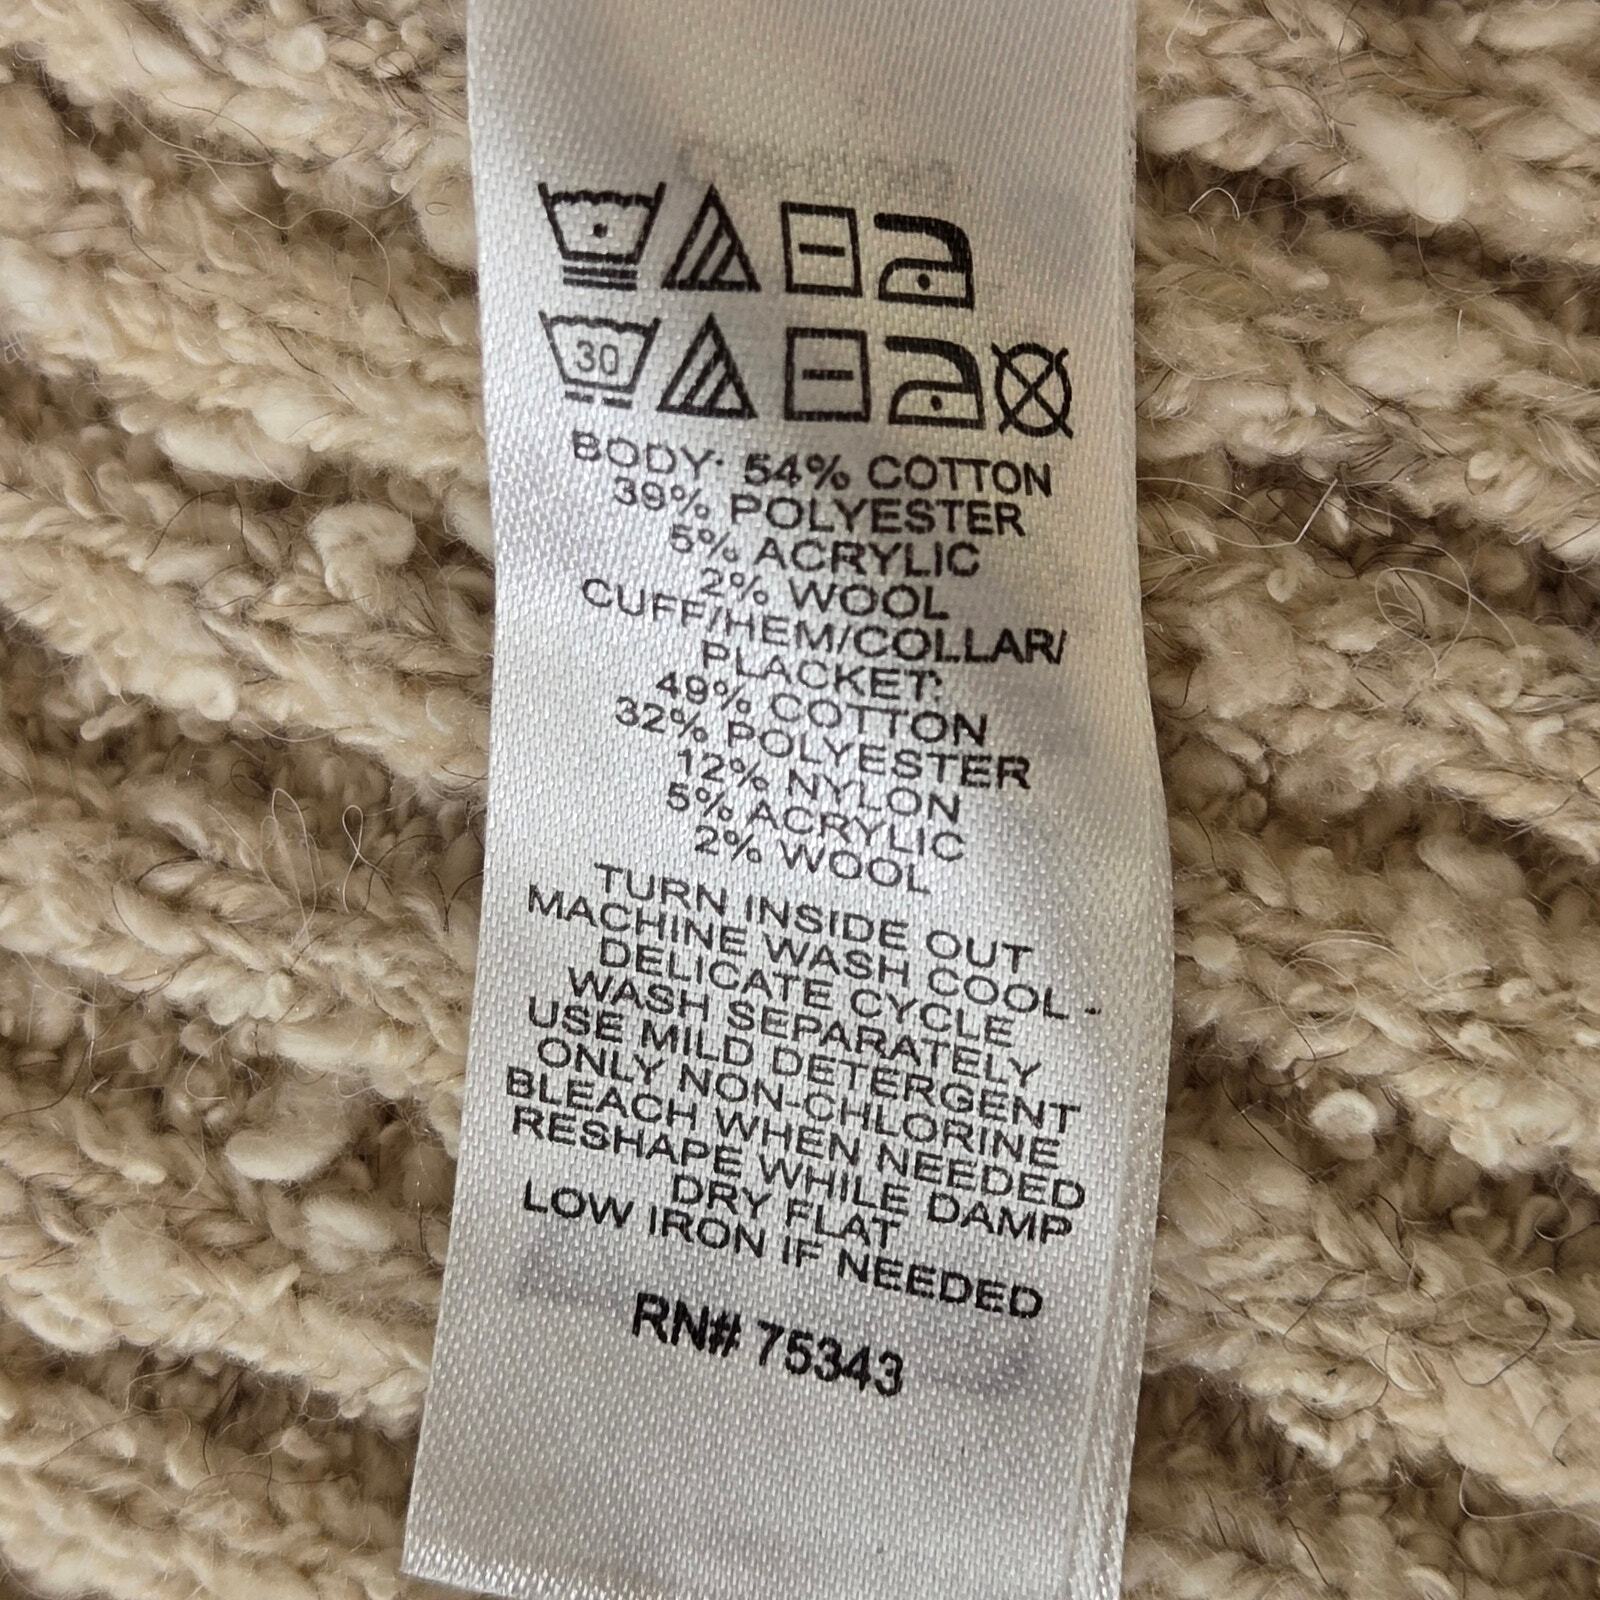 30
BODY: 54% COTTON
39% POLYESTER
5% ACRYLIC
2% WOOL
CUFF/HEM/COLLAR/
PLACKET:
49% COTTON
32% POLYESTER
12% NYLON
5% ACRYLIC
2% WOOL
TURN INSIDE OUT
MACHINE WASH COOL -
DELICATE CYCLE
WASH SEPARATELY
USE MILD DETERGENT
ONLY NON-CHLORINE
BLEACH WHEN NEEDED
RESHAPE WHILE DAMP
DRY FLAT
LOW IRON IF NEEDED
RN# 75343